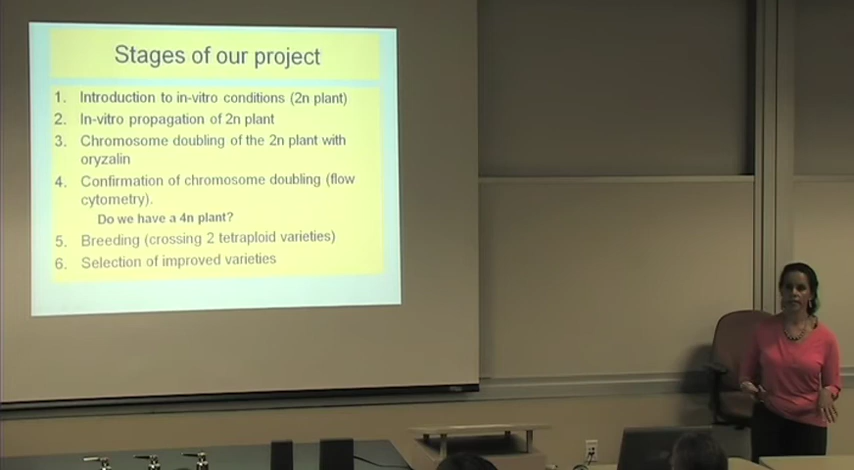 Stages of our project
1. Introduction to in-vitro conditions (2n plant)
2. In-vitro propagation of 2n plant
3. Chromosome doubling of the 2n plant with
oryzalin
4. Confirmation of chromosome doubling (flow
cytometry).
Do we have a 4n plant?
5. Breeding (crossing 2 tetraploid varieties)
6. Selection of improved varieties